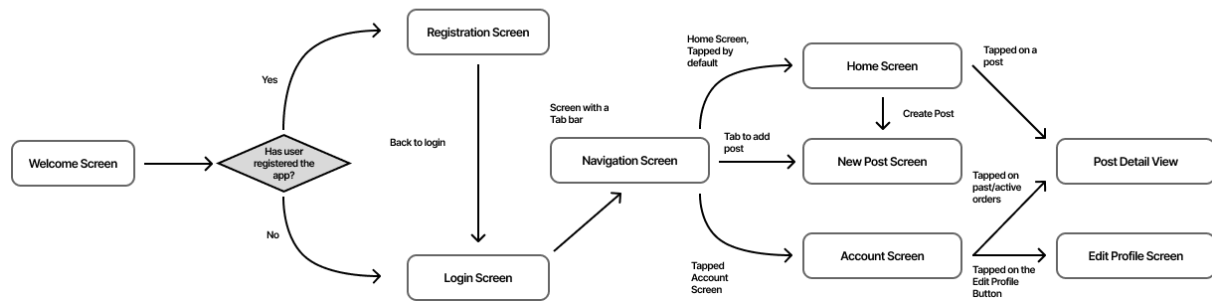 Registration Screen
Home Screen,
Tapped by
default
Home Screen
Tapped on a
post
Yes
Screen with a
Tab bar
Create Post
Welcome Screen
Has user
registered the
app?
Back to login
Navigation Screen
Tab to add
post
New Post Screen
Post Detail View
Tapped on
past/active
orders
No
Login Screen
Tapped
Account
Screen
Account Screen
Edit Profile Screen
Tapped on the
Edit Profile
Button